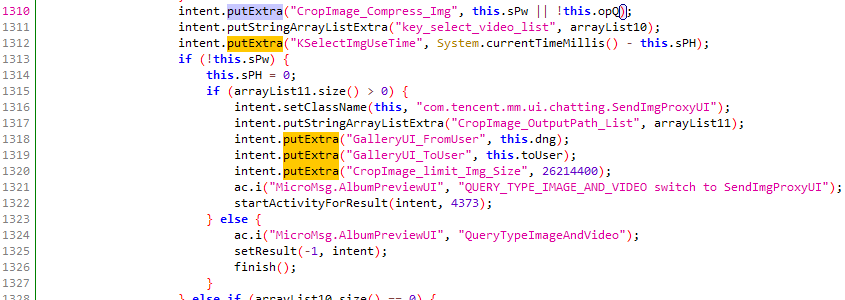 1310 intent.putExtra("CropImage_Compress_Img", this.sPw || !this.opQ);
1311 intent.putStringArrayListExtra("key_select_video_list", arrayList10);
1312 intent.putExtra("KSelectImgUseTime", System.currentTimeMillis() - this.sPH);
1313 if (!this.sPw) {
1314 this.sPH = 0;
1315 if (arrayList11.size() > 0) {
1316 intent.setClassName(this, "com.tencent.mm.ui.chatting.SendImgProxyUI");
1317 intent.putStringArrayListExtra("CropImage_OutputPath_List", arrayList11);
1318 intent.putExtra("GalleryUI_FromUser", this.dng);
1319 intent.putExtra("GalleryUI_ToUser", this.toUser);
1320 intent.putExtra("CropImage_limit_Img_Size", 26214400);
1321 ac.i("MicroMsg.AlbumPreviewUI", "QUERY_TYPE_IMAGE_AND_VIDEO switch to SendImgProxyUI");
1322 startActivityForResult(intent, 4373);
1323 } else {
1324 ac.i("MicroMsg.AlbumPreviewUI", "QueryTypeImageAndVideo");
1325 setResult(-1, intent);
1326 finish();
1327 }
1328 } else if (arrayList10.size() == 0) {